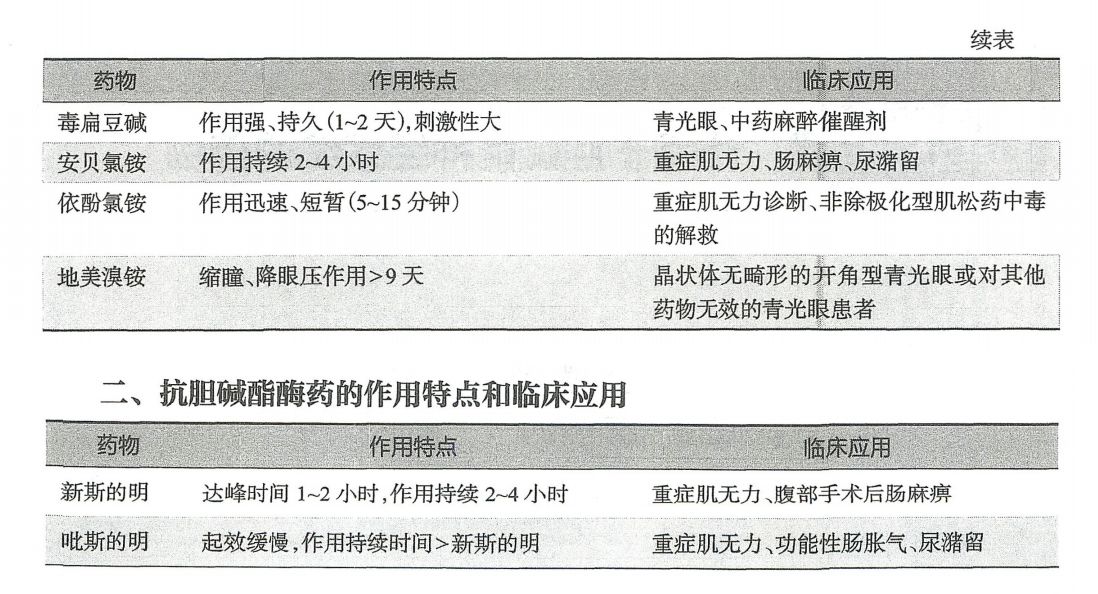 续表
药物 作用特点 临床应用
毒扁豆碱 作用强、持久(1~2 天),刺激性大 青光眼、中药麻醉催醒剂
安贝氯铵 作用持续 2~4 小时 重症肌无力、肠麻痹、尿潴留
依酚氯铵 作用迅速、短暂(5~15 分钟) 重症肌无力诊断、非除极化型肌松药中毒
的解救
地美溴铵 缩瞳、降眼压作用>9 天 晶状体无畸形的开角型青光眼或对其他
药物无效的青光眼患者
二、抗胆碱酯酶药的作用特点和临床应用
药物 作用特点 临床应用
新斯的明 达峰时间 1~2 小时,作用持续 2~4 小时 重症肌无力、腹部手术后肠麻痹
吡斯的明 起效缓慢,作用持续时间>新斯的明 重症肌无力、功能性肠胀气、尿潴留